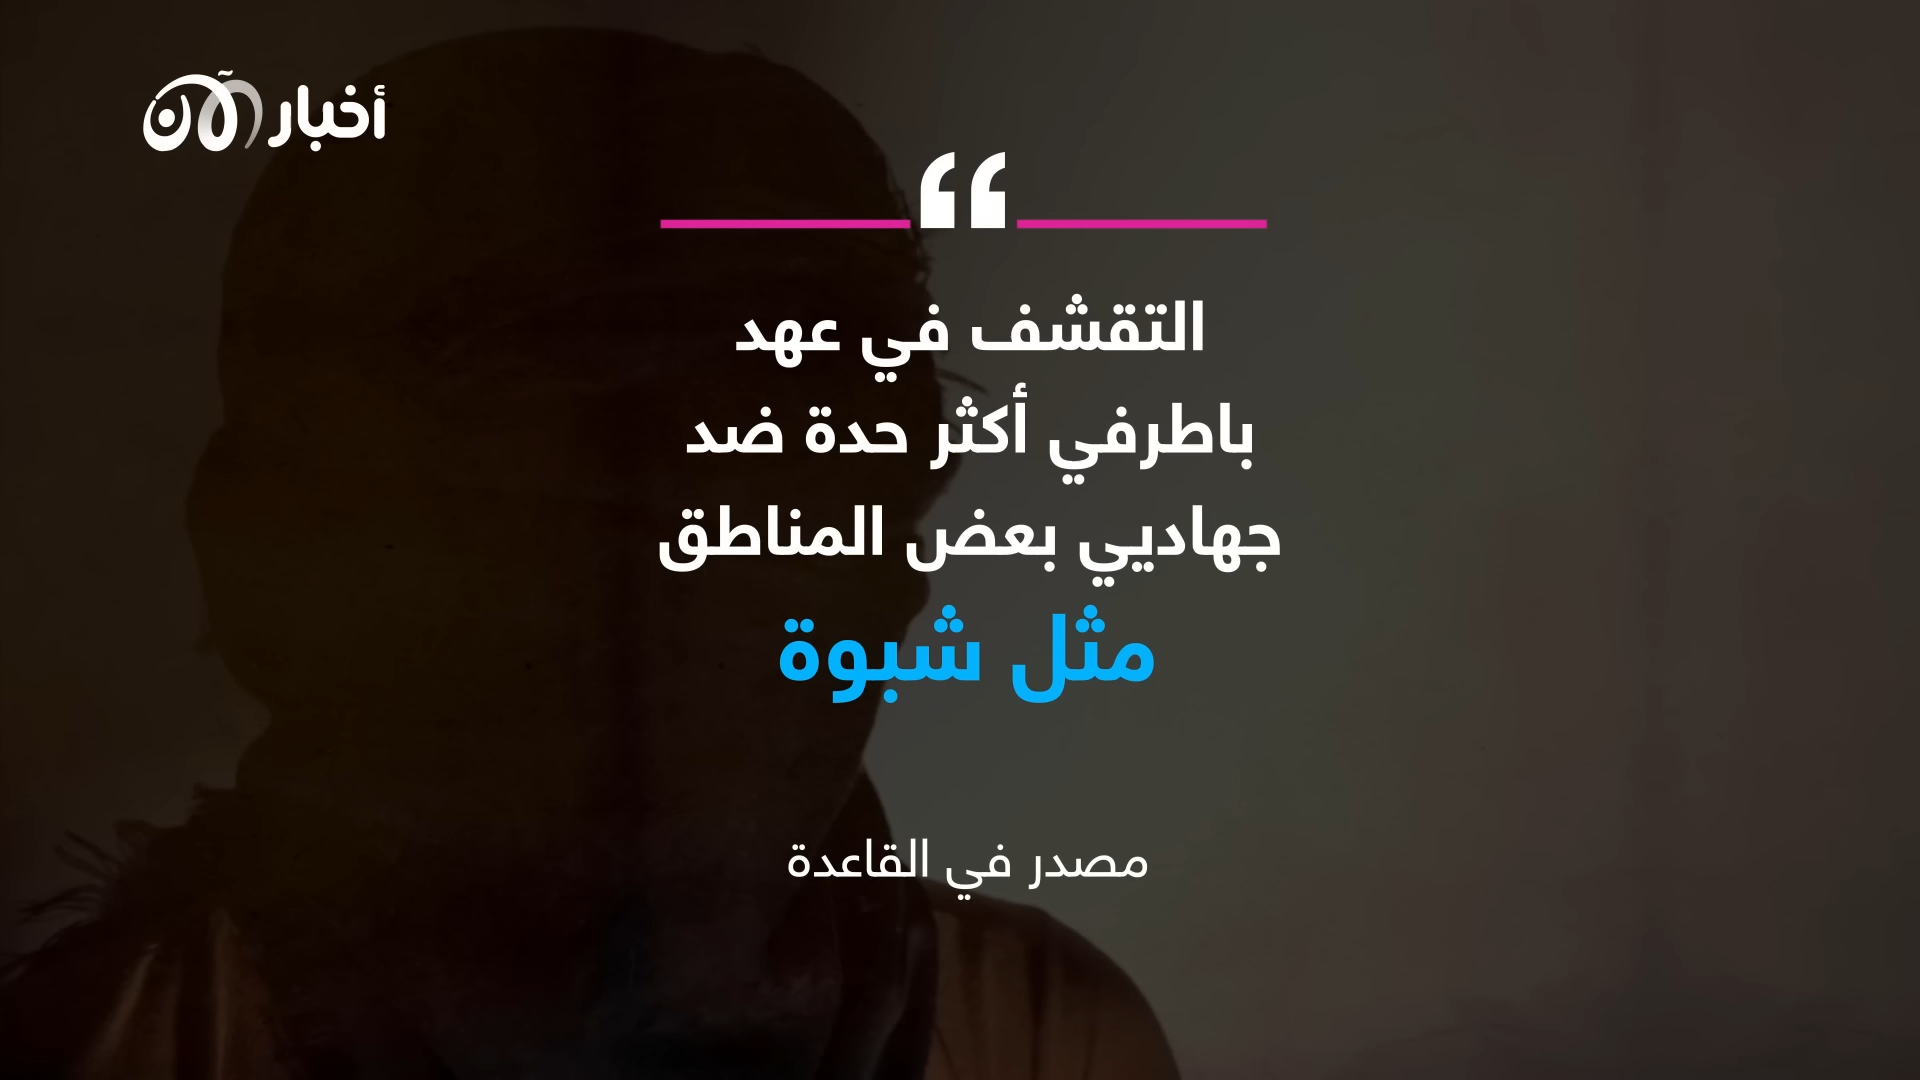 أخبار الآن
التقشف في عهد
باطرفي أكثر حدة ضد
جهاديي بعض المناطق
مثل شبوة
مصدر في القاعدة